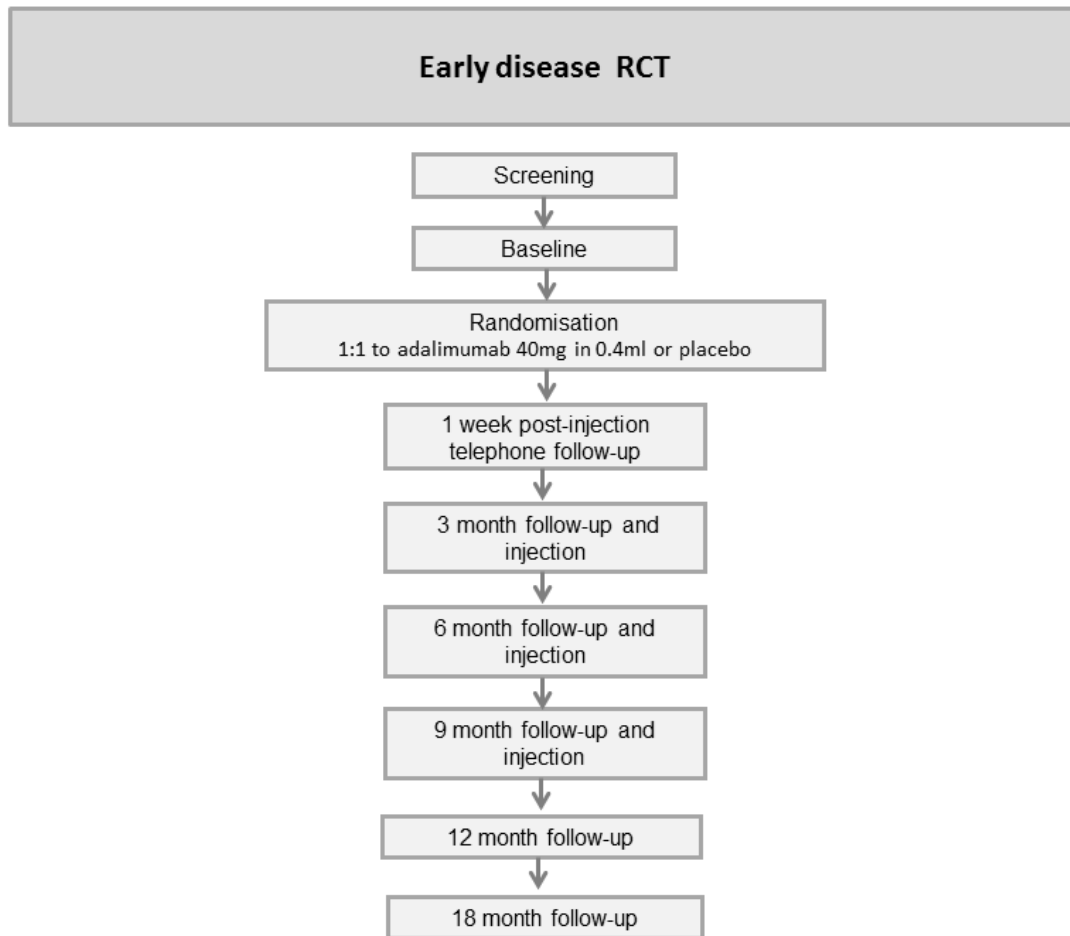 Early disease RCT
Screening
Baseline
Randomisation
1:1 to adalimumab 40mg in 0.4ml or placebo
1 week post-injection
telephone follow-up
3 month follow-up and
injection
6 month follow-up and
injection
9 month follow-up and
injection
12 month follow-up
18 month follow-up